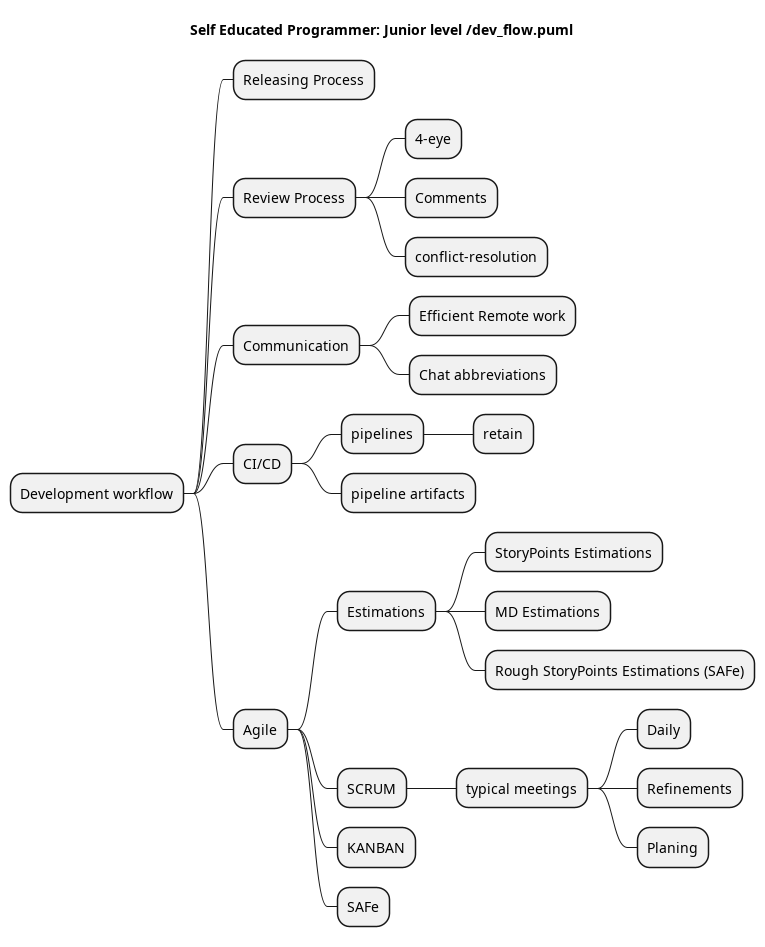 Self Educated Programmer: Junior level /dev_flow.puml
Development workflow
Releasing Process
Review Process
4-eye
Comments
conflict-resolution
Communication
Efficient Remote work
Chat abbreviations
CI/CD
pipelines
retain
pipeline artifacts
Agile
Estimations
StoryPoints Estimations
MD Estimations
Rough StoryPoints Estimations (SAFe)
SCRUM
typical meetings
Daily
Refinements
Planing
KANBAN
SAFe